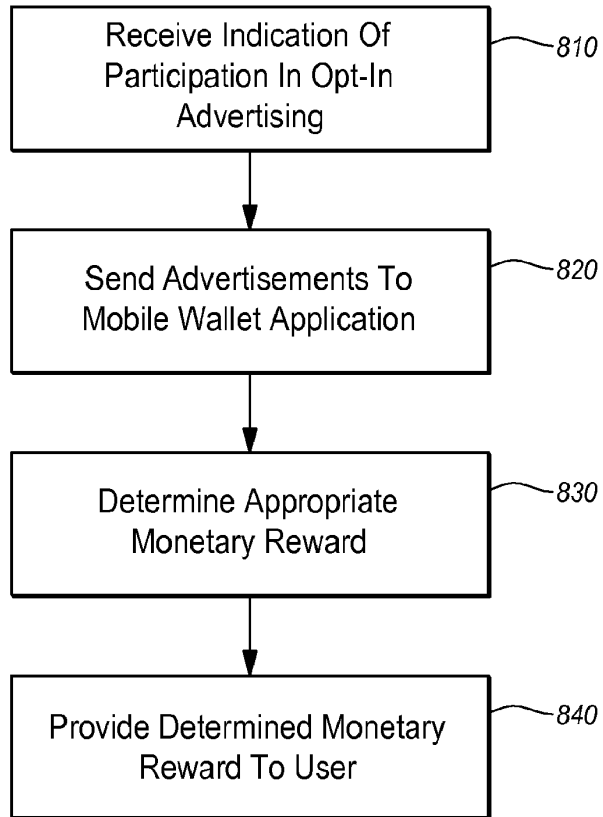 Receive Indication Of
Participation In Opt-In
Advertising
810
Send Advertisements To
Mobile Wallet Application
820
Determine Appropriate
Monetary Reward
830
Provide Determined Monetary
Reward To User
840